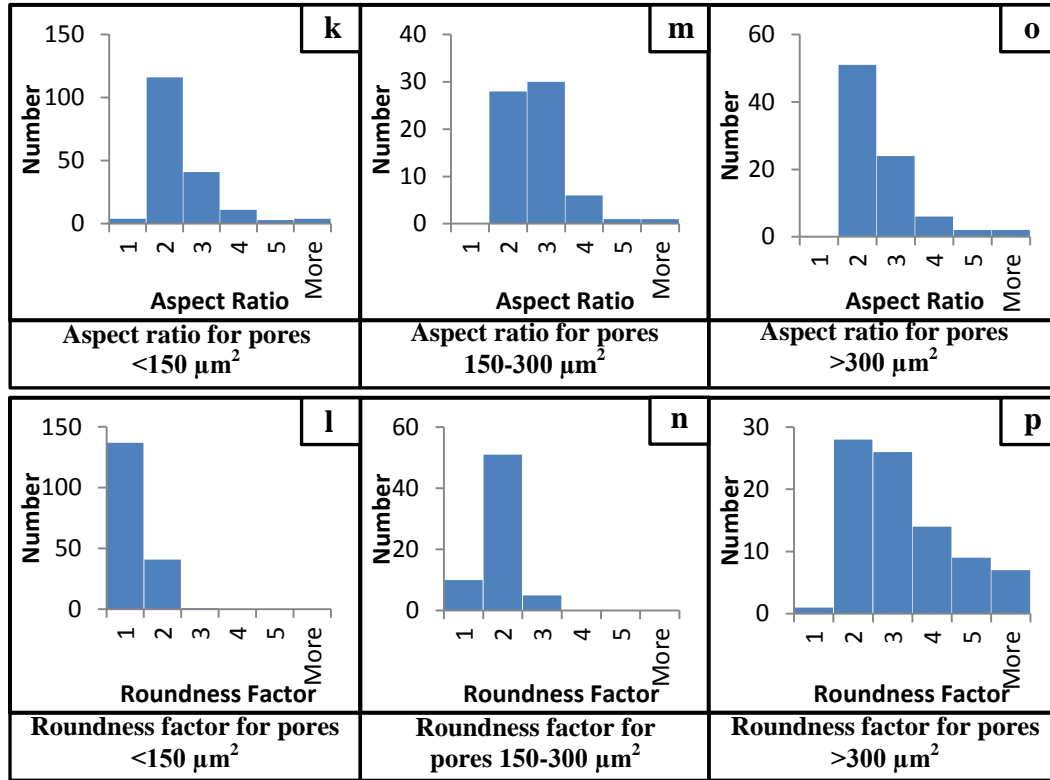 k
150
100
50
0
Number
1 2 3 4 5 More
Aspect Ratio
Aspect ratio for pores
<150 µm²
m
40
30
20
10
0
Number
1 2 3 4 5 More
Aspect Ratio
Aspect ratio for pores
150-300 µm²
o
60
40
20
0
Number
1 2 3 4 5 More
Aspect Ratio
Aspect ratio for pores
>300 µm²
l
150
100
50
0
Number
1 2 3 4 5 More
Roundness Factor
Roundness factor for pores
<150 µm²
n
60
40
20
0
Number
1 2 3 4 5 More
Roundness Factor
Roundness factor for
pores 150-300 µm²
p
30
20
10
0
Number
1 2 3 4 5 More
Roundness Factor
Roundness factor for pores
>300 µm²